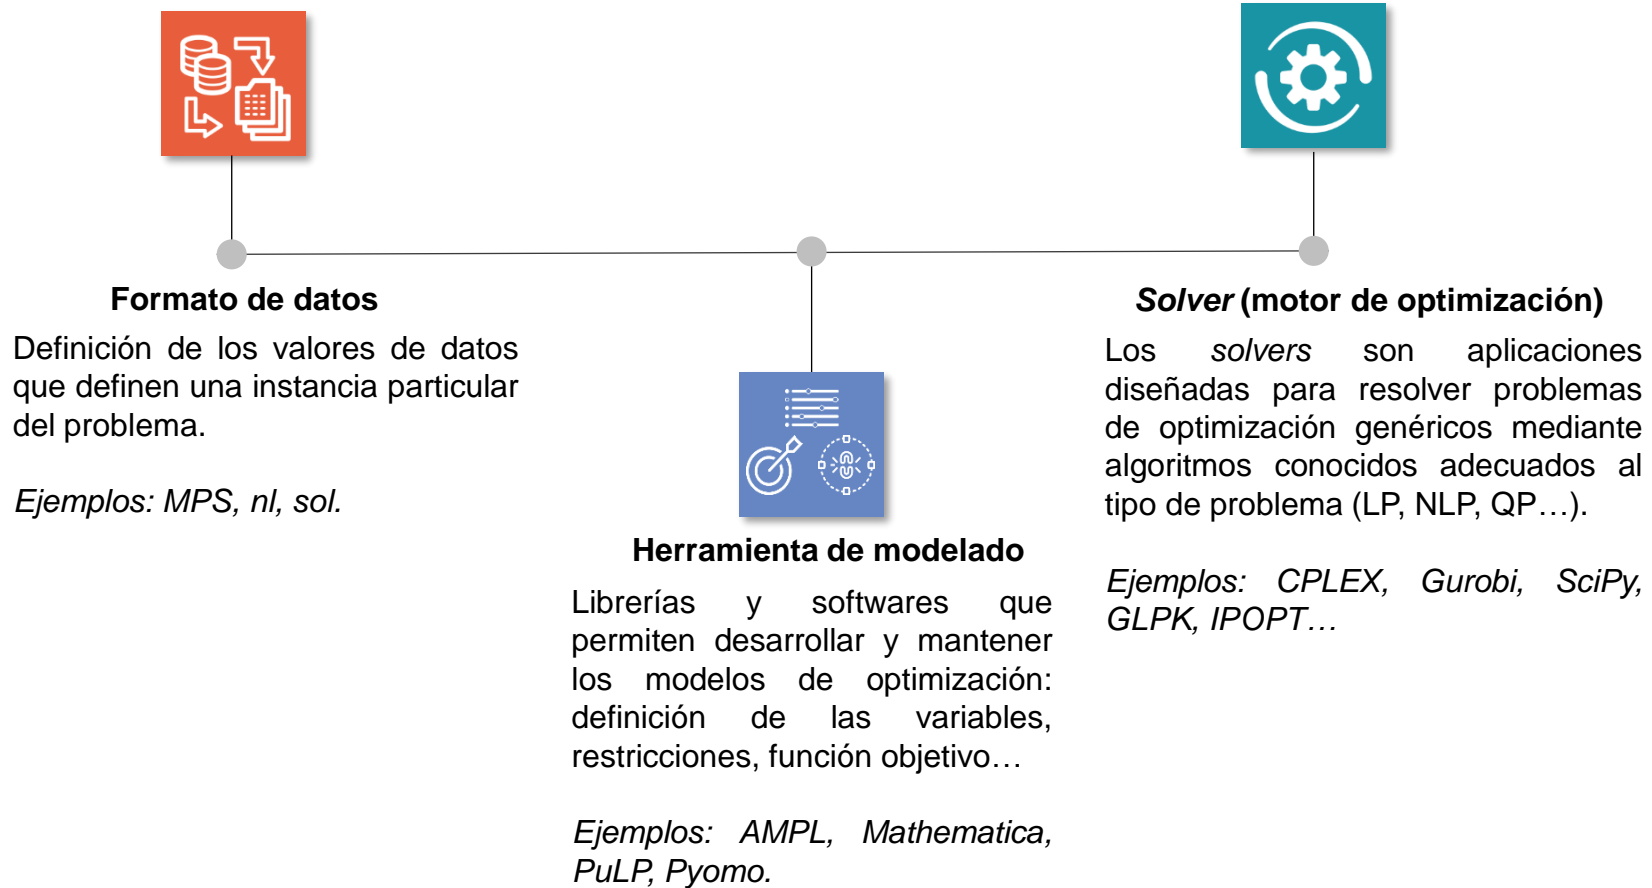 Formato de datos
Definición de los valores de datos
que definen una instancia particular
del problema.
Ejemplos: MPS, nl, sol.
Herramienta de modelado
Librerías y softwares que
permiten desarrollar y mantener
los modelos de optimización:
definición de las variables,
restricciones, función objetivo…
Ejemplos: AMPL, Mathematica,
PuLP, Pyomo.
Solver (motor de optimización)
Los solvers son aplicaciones
diseñadas para resolver problemas
de optimización genéricos mediante
algoritmos conocidos adecuados al
tipo de problema (LP, NLP, QP…).
Ejemplos: CPLEX, Gurobi, SciPy,
GLPK, IPOPT…